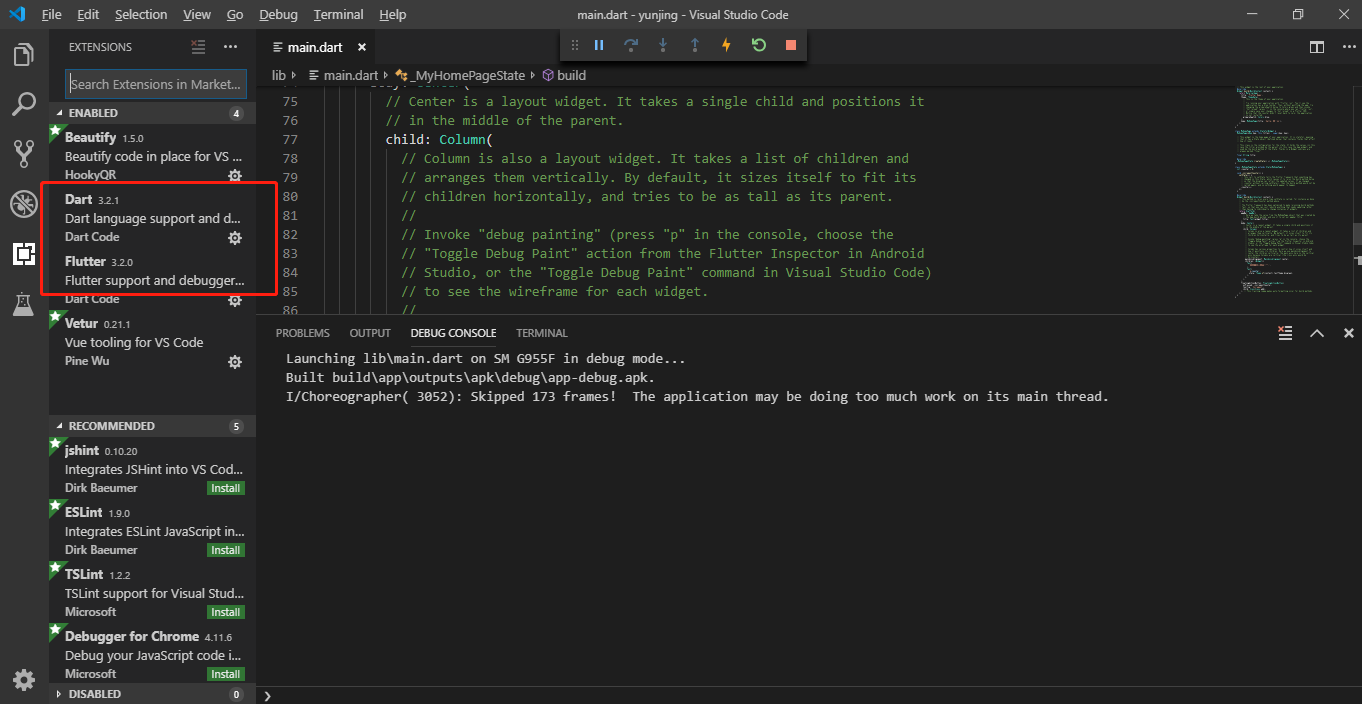 File Edit Selection View Go Debug Terminal Help
main.dart - yunjing - Visual Studio Code
EXTENSIONS
Search Extensions in Market...
ENABLED 4
Beautify 1.5.0
Beautify code in place for VS ...
HookyQR
Dart 3.2.1
Dart language support and d...
Dart Code
Flutter 3.2.0
Flutter support and debugger...
Dart Code
Vetur 0.21.1
Vue tooling for VS Code
Pine Wu
RECOMMENDED 5
jshint 0.10.20
Integrates JSHint into VS Cod...
Dirk Baeumer Install
ESLint 1.9.0
Integrates ESLint JavaScript in...
Dirk Baeumer Install
TSLint 1.2.2
TSLint support for Visual Stud...
Microsoft Install
Debugger for Chrome 4.11.6
Debug your JavaScript code i...
Microsoft Install
DISABLED 0
main.dart
lib main.dart _MyHomePageState build
75 // Center is a layout widget. It takes a single child and positions it
76 // in the middle of the parent.
77 child: Column(
78 // Column is also a layout widget. It takes a list of children and
79 // arranges them vertically. By default, it sizes itself to fit its
80 // children horizontally, and tries to be as tall as its parent.
81 //
82 // Invoke "debug painting" (press "p" in the console, choose the
83 // "Toggle Debug Paint" action from the Flutter Inspector in Android
84 // Studio, or the "Toggle Debug Paint" command in Visual Studio Code)
85 // to see the wireframe for each widget.
86 //
PROBLEMS OUTPUT DEBUG CONSOLE TERMINAL
Launching lib\main.dart on SM G955F in debug mode...
Built build\app\outputs\apk\debug\app-debug.apk.
I/Choreographer( 3052): Skipped 173 frames!  The application may be doing too much work on its main thread.